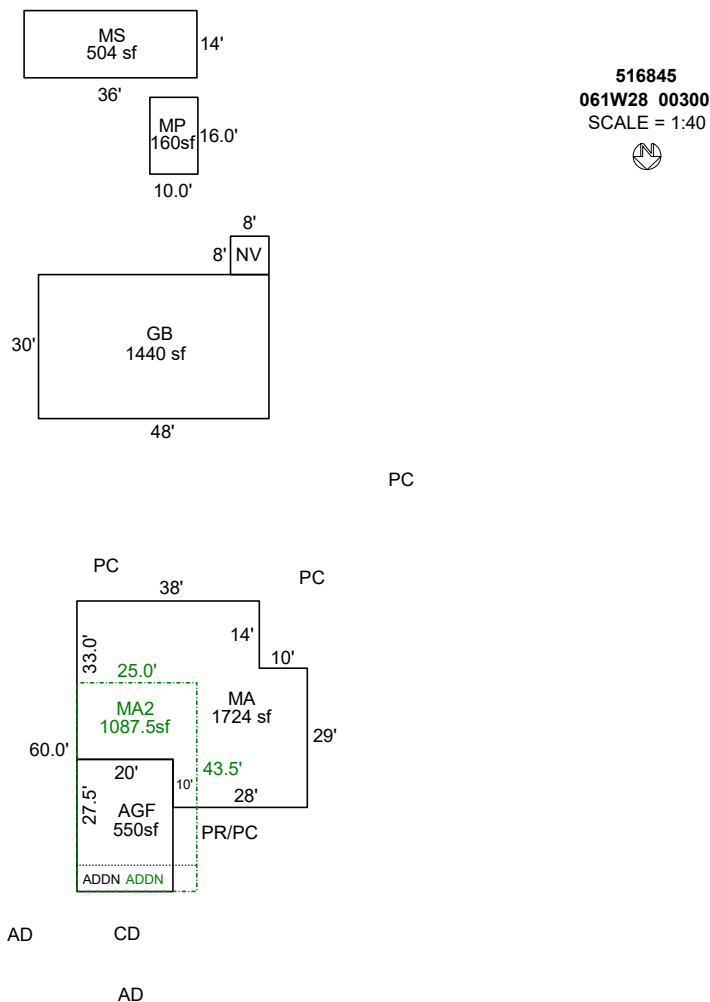 MS
504 sf
14'
36'
516845
061W28 00300
SCALE = 1:40
N
MP
160sf
16.0'
10.0'
8'
8'
NV
GB
1440 sf
30'
48'
PC
PC
PC
38'
33.0'
14'
10'
25.0'
MA
1724 sf
MA2
1087.5sf
29'
60.0'
20'
10'
43.5'
28'
27.5'
AGF
550sf
PR/PC
ADDN ADDN
AD
CD
AD